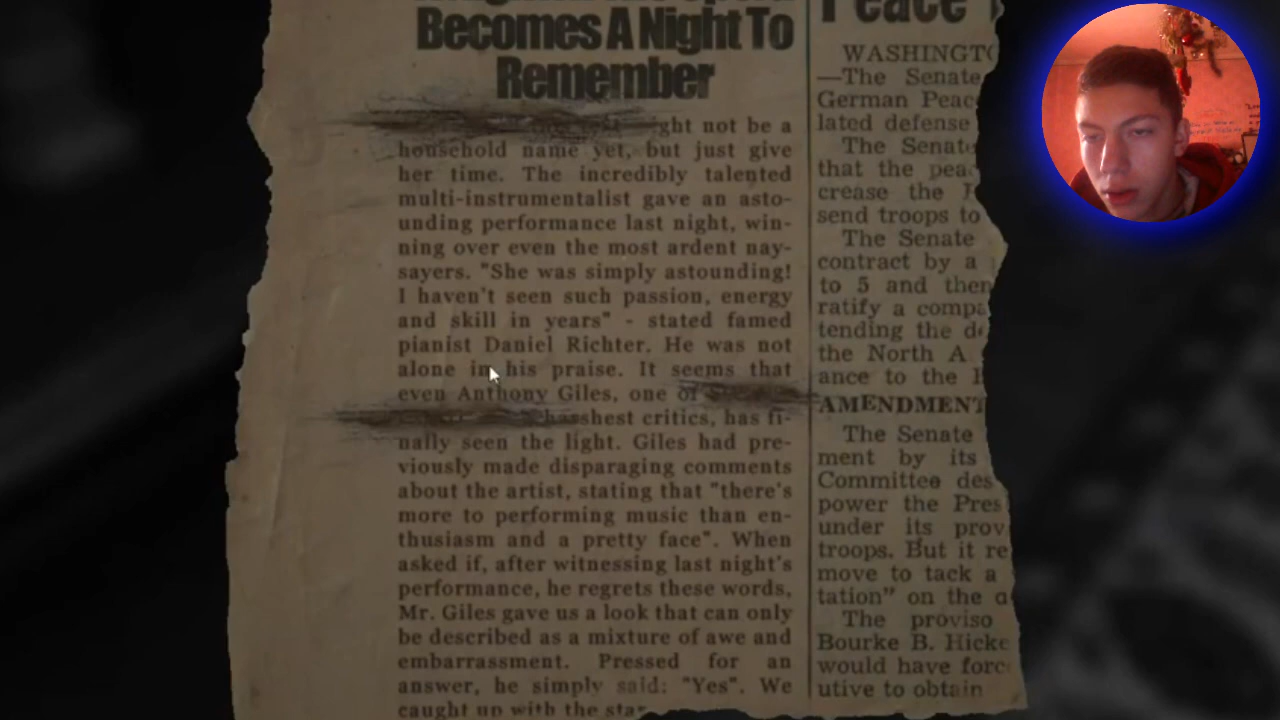 Becomes A Night To
Remember
ght not be a
household name yet, but just give
her time. The incredibly talented
multi-instrumentalist gave an asto-
unding performance last night, win-
ning over even the most ardent nay-
sayers. "She was simply astounding!
I haven't seen such passion, energy
and skill in years" - stated famed
pianist Daniel Richter. He was not
alone in his praise. It seems that
even Anthony Giles, one of
harshest critics, has fi-
nally seen the light. Giles had pre-
viously made disparaging comments
about the artist, stating that "there's
more to performing music than en-
thusiasm and a pretty face". When
asked if, after witnessing last night's
performance, he regrets these words,
Mr. Giles gave us a look that can only
be described as a mixture of awe and
embarrassment. Pressed for an
answer, he simply said: "Yes". We
caught up with the sta
Peace
WASHINGTO
—The Senate
German Peac
lated defense
The Senate
that the pea
crease the
send troops to
The Senate
contract by a
to 5 and then
ratify a compa
tending the de
the North A
ance to the
AMENDMENT
The Senate
ment by its
Committee des
power the Pres
under its prov
troops. But it re
move to tack a
tation" on the a
The proviso
Bourke B. Hicke
would have forc
utive to obtain